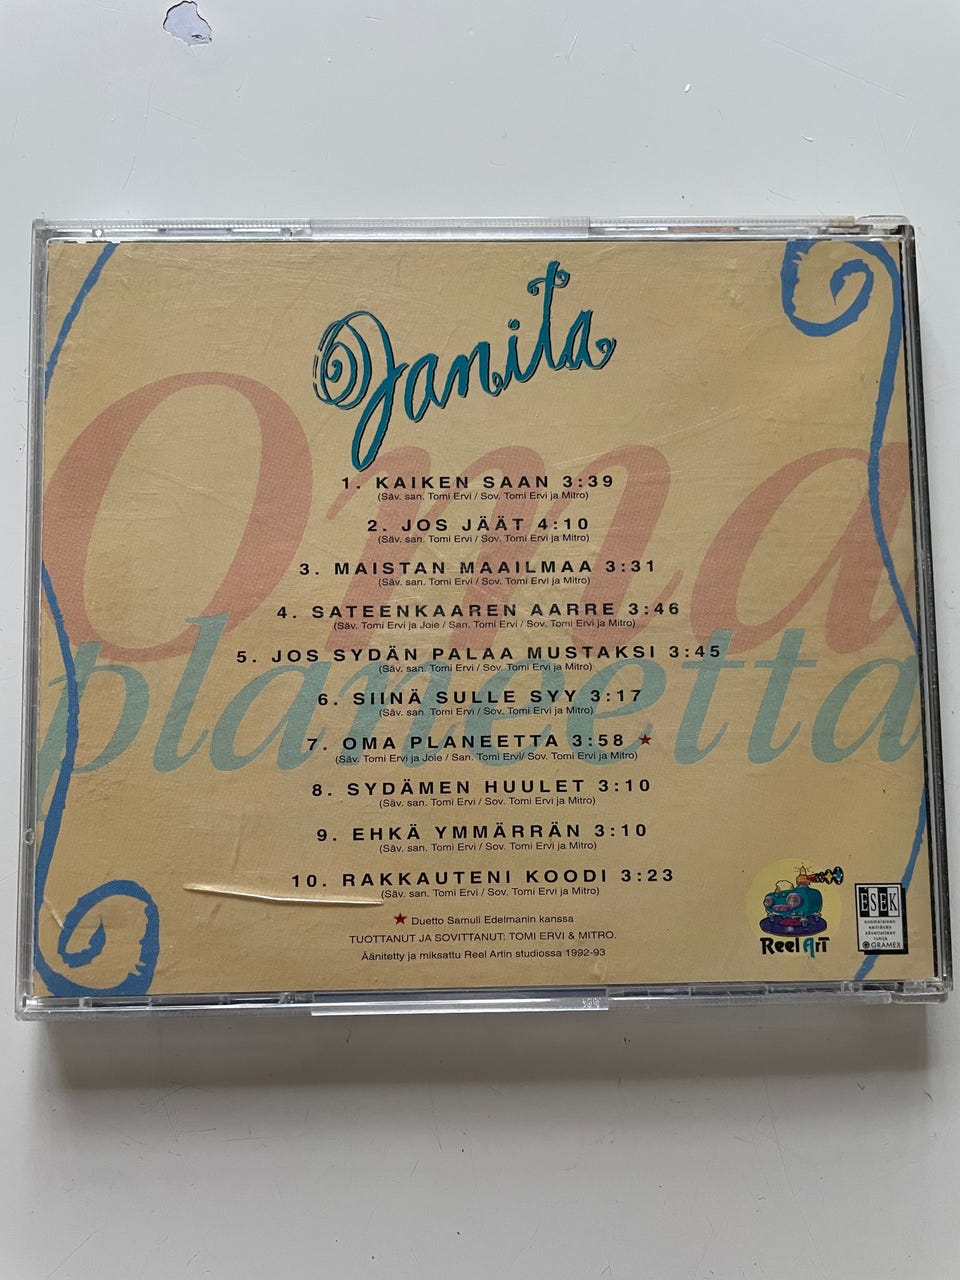 Janita
Oma
planeetta
1. KAIKEN SAAN 3:39
(Säv. san. Tomi Ervi / Sov. Tomi Ervi ja Mitro)
2. JOS JÄÄT 4:10
(Säv. san. Tomi Ervi / Sov. Tomi Ervi ja Mitro)
3. MAISTAN MAAILMAA 3:31
(Säv. san. Tomi Ervi / Sov. Tomi Ervi ja Mitro)
4. SATEENKAAREN AARRE 3:46
(Säv. Tomi Ervi ja Joie / San. Tomi Ervi / Sov. Tomi Ervi ja Mitro)
5. JOS SYDÄN PALAA MUSTAKSI 3:45
(Säv. san. Tomi Ervi / Sov. Tomi Ervi ja Mitro)
6. SIINÄ SULLE SYY 3:17
(Säv. san. Tomi Ervi / Sov. Tomi Ervi ja Mitro)
7. OMA PLANEETTA 3:58 ★
(Säv. Tomi Ervi ja Joie / San. Tomi Ervi/ Sov. Tomi Ervi ja Mitro)
8. SYDÄMEN HUULET 3:10
(Säv. san. Tomi Ervi / Sov. Tomi Ervi ja Mitro)
9. EHKÄ YMMÄRRÄN 3:10
(Säv. san. Tomi Ervi / Sov. Tomi Ervi ja Mitro)
10. RAKKAUTENI KOODI 3:23
(Säv. san. Tomi Ervi / Sov. Tomi Ervi ja Mitro)
★ Duetto Samuli Edelmanin kanssa
TUOTTANUT JA SOVITTANUT: TOMI ERVI & MITRO.
Äänitetty ja miksattu Reel Artin studiossa 1992-93
Reel Art
ESEK
suomalaisen
esittävän
säveltaiteen
tukija
GRAMEX